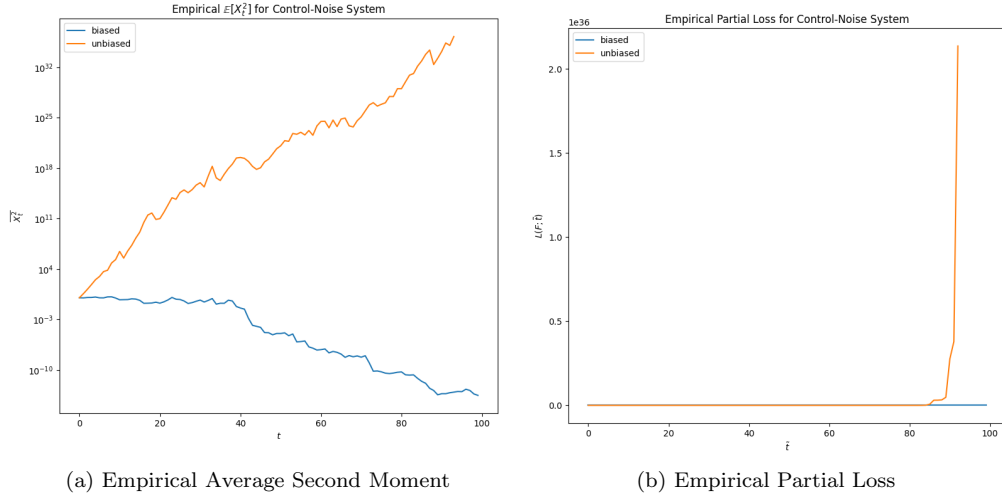 Empirical 𝔼[X_t^2] for Control-Noise System
biased
unbiased
10^32
10^25
10^18
10^11
10^4
10^−3
10^−10
\overline{X_t^2}
0 20 40 60 80 100
t
(a) Empirical Average Second Moment
Empirical Partial Loss for Control-Noise System
1e36
biased
unbiased
2.0
1.5
1.0
0.5
0.0
L(F; t̃)
0 20 40 60 80 100
t̃
(b) Empirical Partial Loss